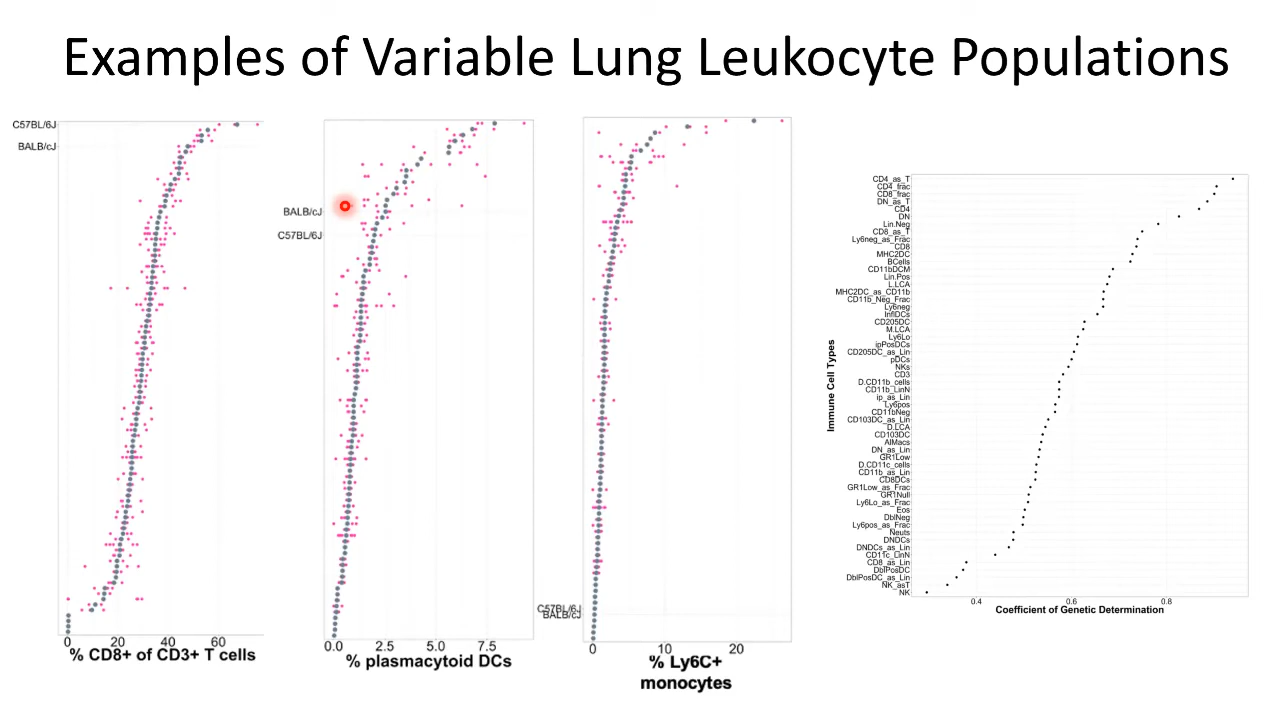 Examples of Variable Lung Leukocyte Populations
C57BL/6J
BALB/cJ
0 20 40 60
% CD8+ of CD3+ T cells
BALB/cJ
C57BL/6J
0.0 2.5 5.0 7.5
% plasmacytoid DCs
C57BL/6J
BALB/cJ
0 10 20
% Ly6C+
monocytes
Immune Cell Types
CD4_as_T
CD4_frac
CD8_frac
DN_as_T
CD4
DN
Lin.Neg
CD8_as_T
Ly6neg_as_Frac
CD8
MHC2DC
BCells
CD11bDCM
Lin.Pos
L.LCA
MHC2DC_as_CD11b
CD11b_Neg_Frac
Ly6neg
InflDCs
CD205DC
M.LCA
Ly6Lo
ipPosDCs
CD205DC_as_Lin
pDCs
NKs
CD3
D.CD11b_cells
CD11b_LinN
ip_as_Lin
Ly6pos
CD11bNeg
CD103DC_as_Lin
D.LCA
CD103DC
AlMacs
DN_as_Lin
GR1Low
D.CD11c_cells
CD11b_as_Lin
CD8DCs
GR1Low_as_Frac
GR1Null
Ly6Lo_as_Frac
Eos
DblNeg
Ly6pos_as_Frac
Neuts
DNDCs
DNDCs_as_Lin
CD11c_LinN
CD8_as_Lin
DblPosDC
DblPosDC_as_Lin
NK_asT
NK
0.4 0.6 0.8
Coefficient of Genetic Determination